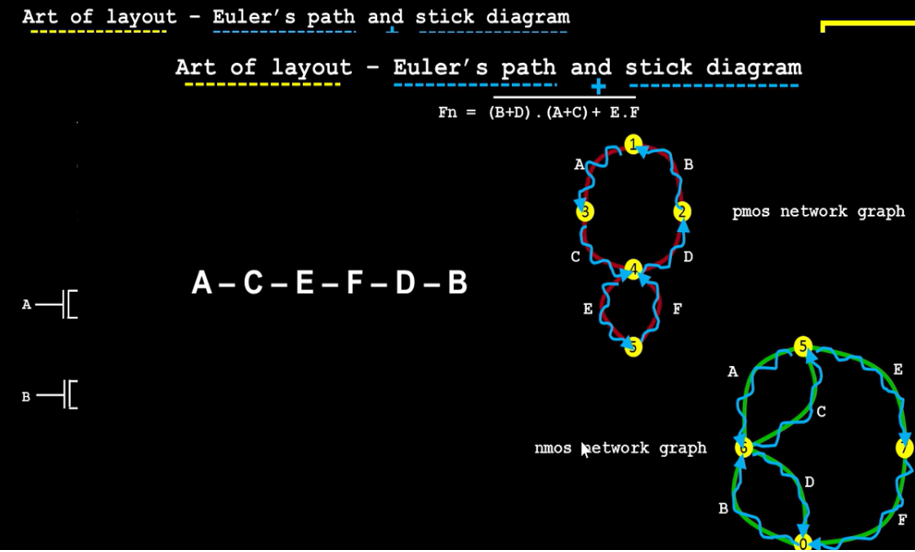 Art of layout – Euler’s path and stick diagram
Art of layout – Euler’s path and stick diagram
+
Fn = (B+D).(A+C)+ E.F
1
A
B
3
2
pmos network graph
C
D
4
A – C – E – F – D – B
E
F
A
5
5
A
E
B
C
nmos network graph
6
7
D
B
F
0